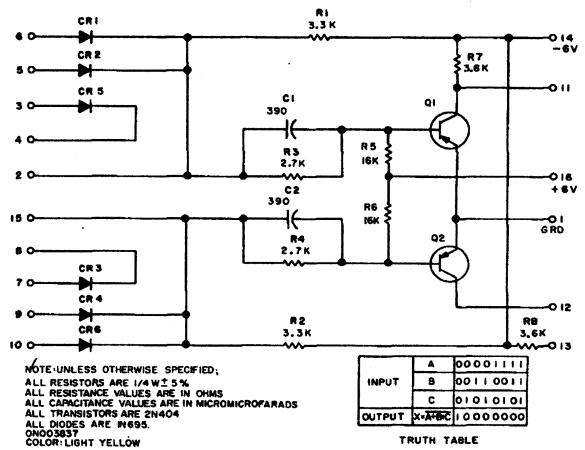 R1
3.3K
6
CR1
14
-6V
5
CR2
R7
3.6K
3
CR5
11
C1
390
Q1
4
R3
2.7K
R5
16K
2
16
+6V
C2
390
R6
16K
15
1
GRD
8
R4
2.7K
Q2
7
CR3
9
CR4
12
10
CR6
R2
3.3K
R8
3.6K
13
NOTE:UNLESS OTHERWISE SPECIFIED;
ALL RESISTORS ARE 1/4 W ± 5 %
ALL RESISTANCE VALUES ARE IN OHMS
ALL CAPACITANCE VALUES ARE IN MICROMICROFARADS
ALL TRANSISTORS ARE 2N404
ALL DIODES ARE IN695.
ON003837
COLOR: LIGHT YELLOW
INPUT
A 00001111
B 00110011
C 01010101
OUTPUT 10000000
TRUTH TABLE